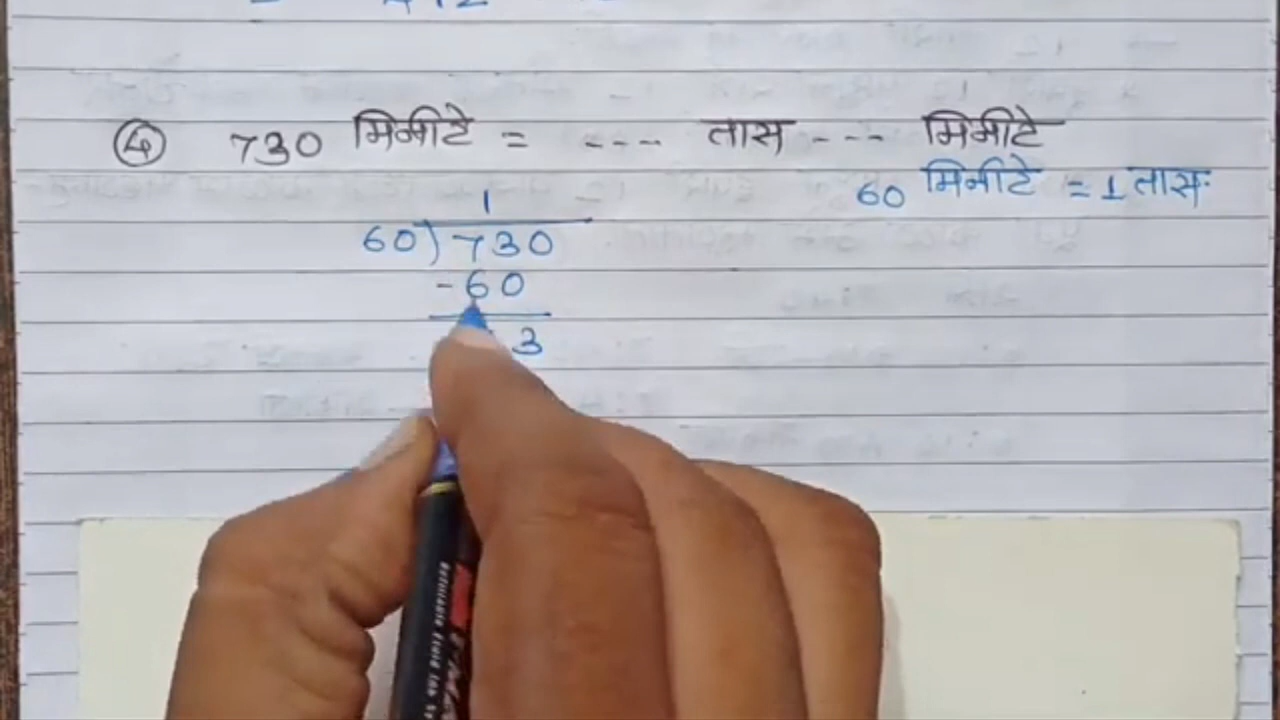 ④ 730 मिनीटे = ---- तास --- मिनीटे
60 मिनीटे = 1 तास
1
60) 730
-60
3